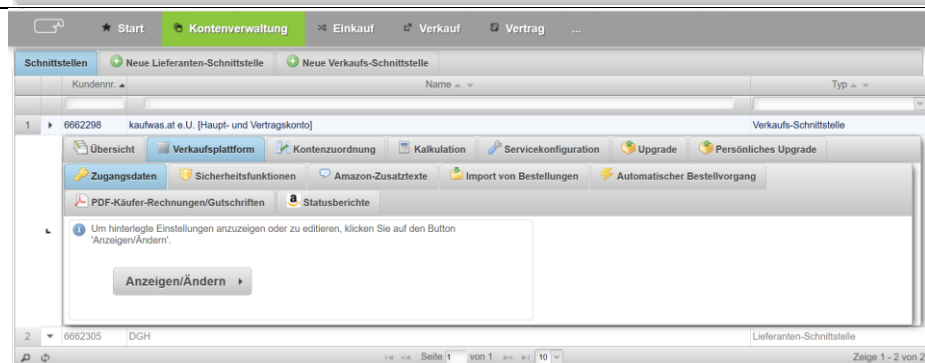 Start Kontenverwaltung Einkauf Verkauf Vertrag ...
Schnittstellen Neue Lieferanten-Schnittstelle Neue Verkaufs-Schnittstelle
Kundennr. Name Typ
1 6662298 kaufwas.at e.U. [Haupt- und Vertragskonto] Verkaufs-Schnittstelle
Übersicht Verkaufsplattform Kontenzuordnung Kalkulation Servicekonfiguration Upgrade Persönliches Upgrade
Zugangsdaten Sicherheitsfunktionen Amazon-Zusatztexte Import von Bestellungen Automatischer Bestellvorgang
PDF-Käufer-Rechnungen/Gutschriften Statusberichte
Um hinterlegte Einstellungen anzuzeigen oder zu editieren, klicken Sie auf den Button
'Anzeigen/Ändern'.
Anzeigen/Ändern
2 6662305 DGH Lieferanten-Schnittstelle
Seite 1 von 1 10 Zeige 1 - 2 von 2